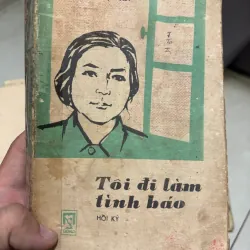 Tôi đi làm
tình báo
HỒI KÝ